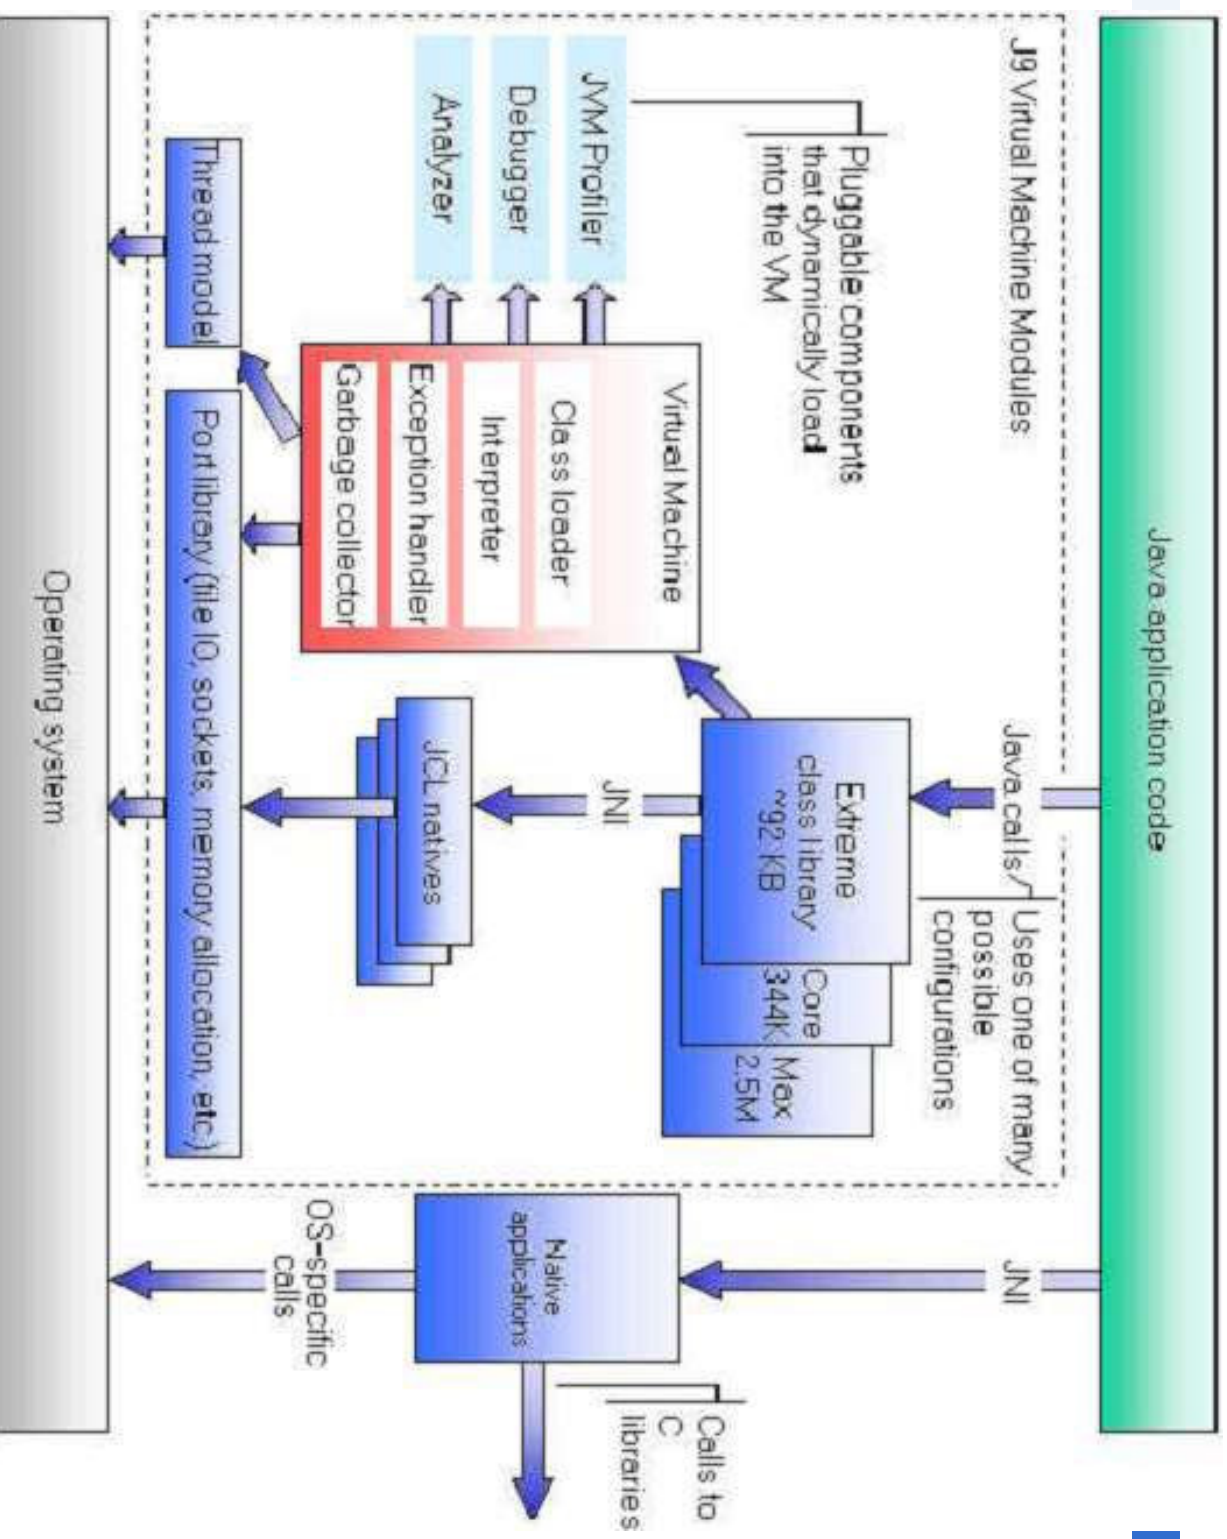 Java application code
J9 Virtual Machine Modules:
Java calls
Uses one of many
possible
configurations
JNI
Pluggable components
that dynamically load
into the VM
Extreme
class library
~92 KB
Core
344K
Max
2.5M
JVM Profiler
Debugger
Analyzer
Virtual Machine
Class loader
Interpreter
Exception handler
Garbage collector
JNI
JCL natives
Native
applications
Calls to
C
libraries
Thread model
Port library (file IO, sockets, memory allocation, etc.)
OS-specific
calls
Operating system